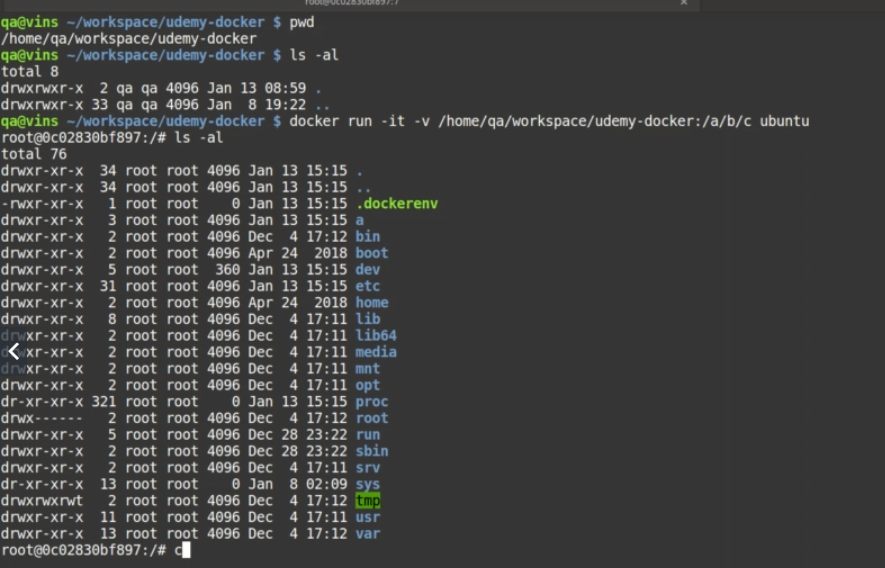 root@0c02830bf897:/
×
qa@vins ~/workspace/udemy-docker $ pwd
/home/qa/workspace/udemy-docker
qa@vins ~/workspace/udemy-docker $ ls -al
total 8
drwxrwxr-x  2 qa qa 4096 Jan 13 08:59 .
drwxrwxr-x 33 qa qa 4096 Jan  8 19:22 ..
qa@vins ~/workspace/udemy-docker $ docker run -it -v /home/qa/workspace/udemy-docker:/a/b/c ubuntu
root@0c02830bf897:/# ls -al
total 76
drwxr-xr-x  34 root root 4096 Jan 13 15:15 .
drwxr-xr-x  34 root root 4096 Jan 13 15:15 ..
-rwxr-xr-x   1 root root    0 Jan 13 15:15 .dockerenv
drwxr-xr-x   3 root root 4096 Jan 13 15:15 a
drwxr-xr-x   2 root root 4096 Dec  4 17:12 bin
drwxr-xr-x   2 root root 4096 Apr 24  2018 boot
drwxr-xr-x   5 root root  360 Jan 13 15:15 dev
drwxr-xr-x  31 root root 4096 Jan 13 15:15 etc
drwxr-xr-x   2 root root 4096 Apr 24  2018 home
drwxr-xr-x   8 root root 4096 Dec  4 17:11 lib
drwxr-xr-x   2 root root 4096 Dec  4 17:11 lib64
drwxr-xr-x   2 root root 4096 Dec  4 17:11 media
drwxr-xr-x   2 root root 4096 Dec  4 17:11 mnt
drwxr-xr-x   2 root root 4096 Dec  4 17:11 opt
dr-xr-xr-x 321 root root    0 Jan 13 15:15 proc
drwx------   2 root root 4096 Dec  4 17:12 root
drwxr-xr-x   5 root root 4096 Dec 28 23:22 run
drwxr-xr-x   2 root root 4096 Dec 28 23:22 sbin
drwxr-xr-x   2 root root 4096 Dec  4 17:11 srv
dr-xr-xr-x  13 root root    0 Jan  8 02:09 sys
drwxrwxrwt   2 root root 4096 Dec  4 17:12 tmp
drwxr-xr-x  11 root root 4096 Dec  4 17:11 usr
drwxr-xr-x  13 root root 4096 Dec  4 17:12 var
root@0c02830bf897:/# c